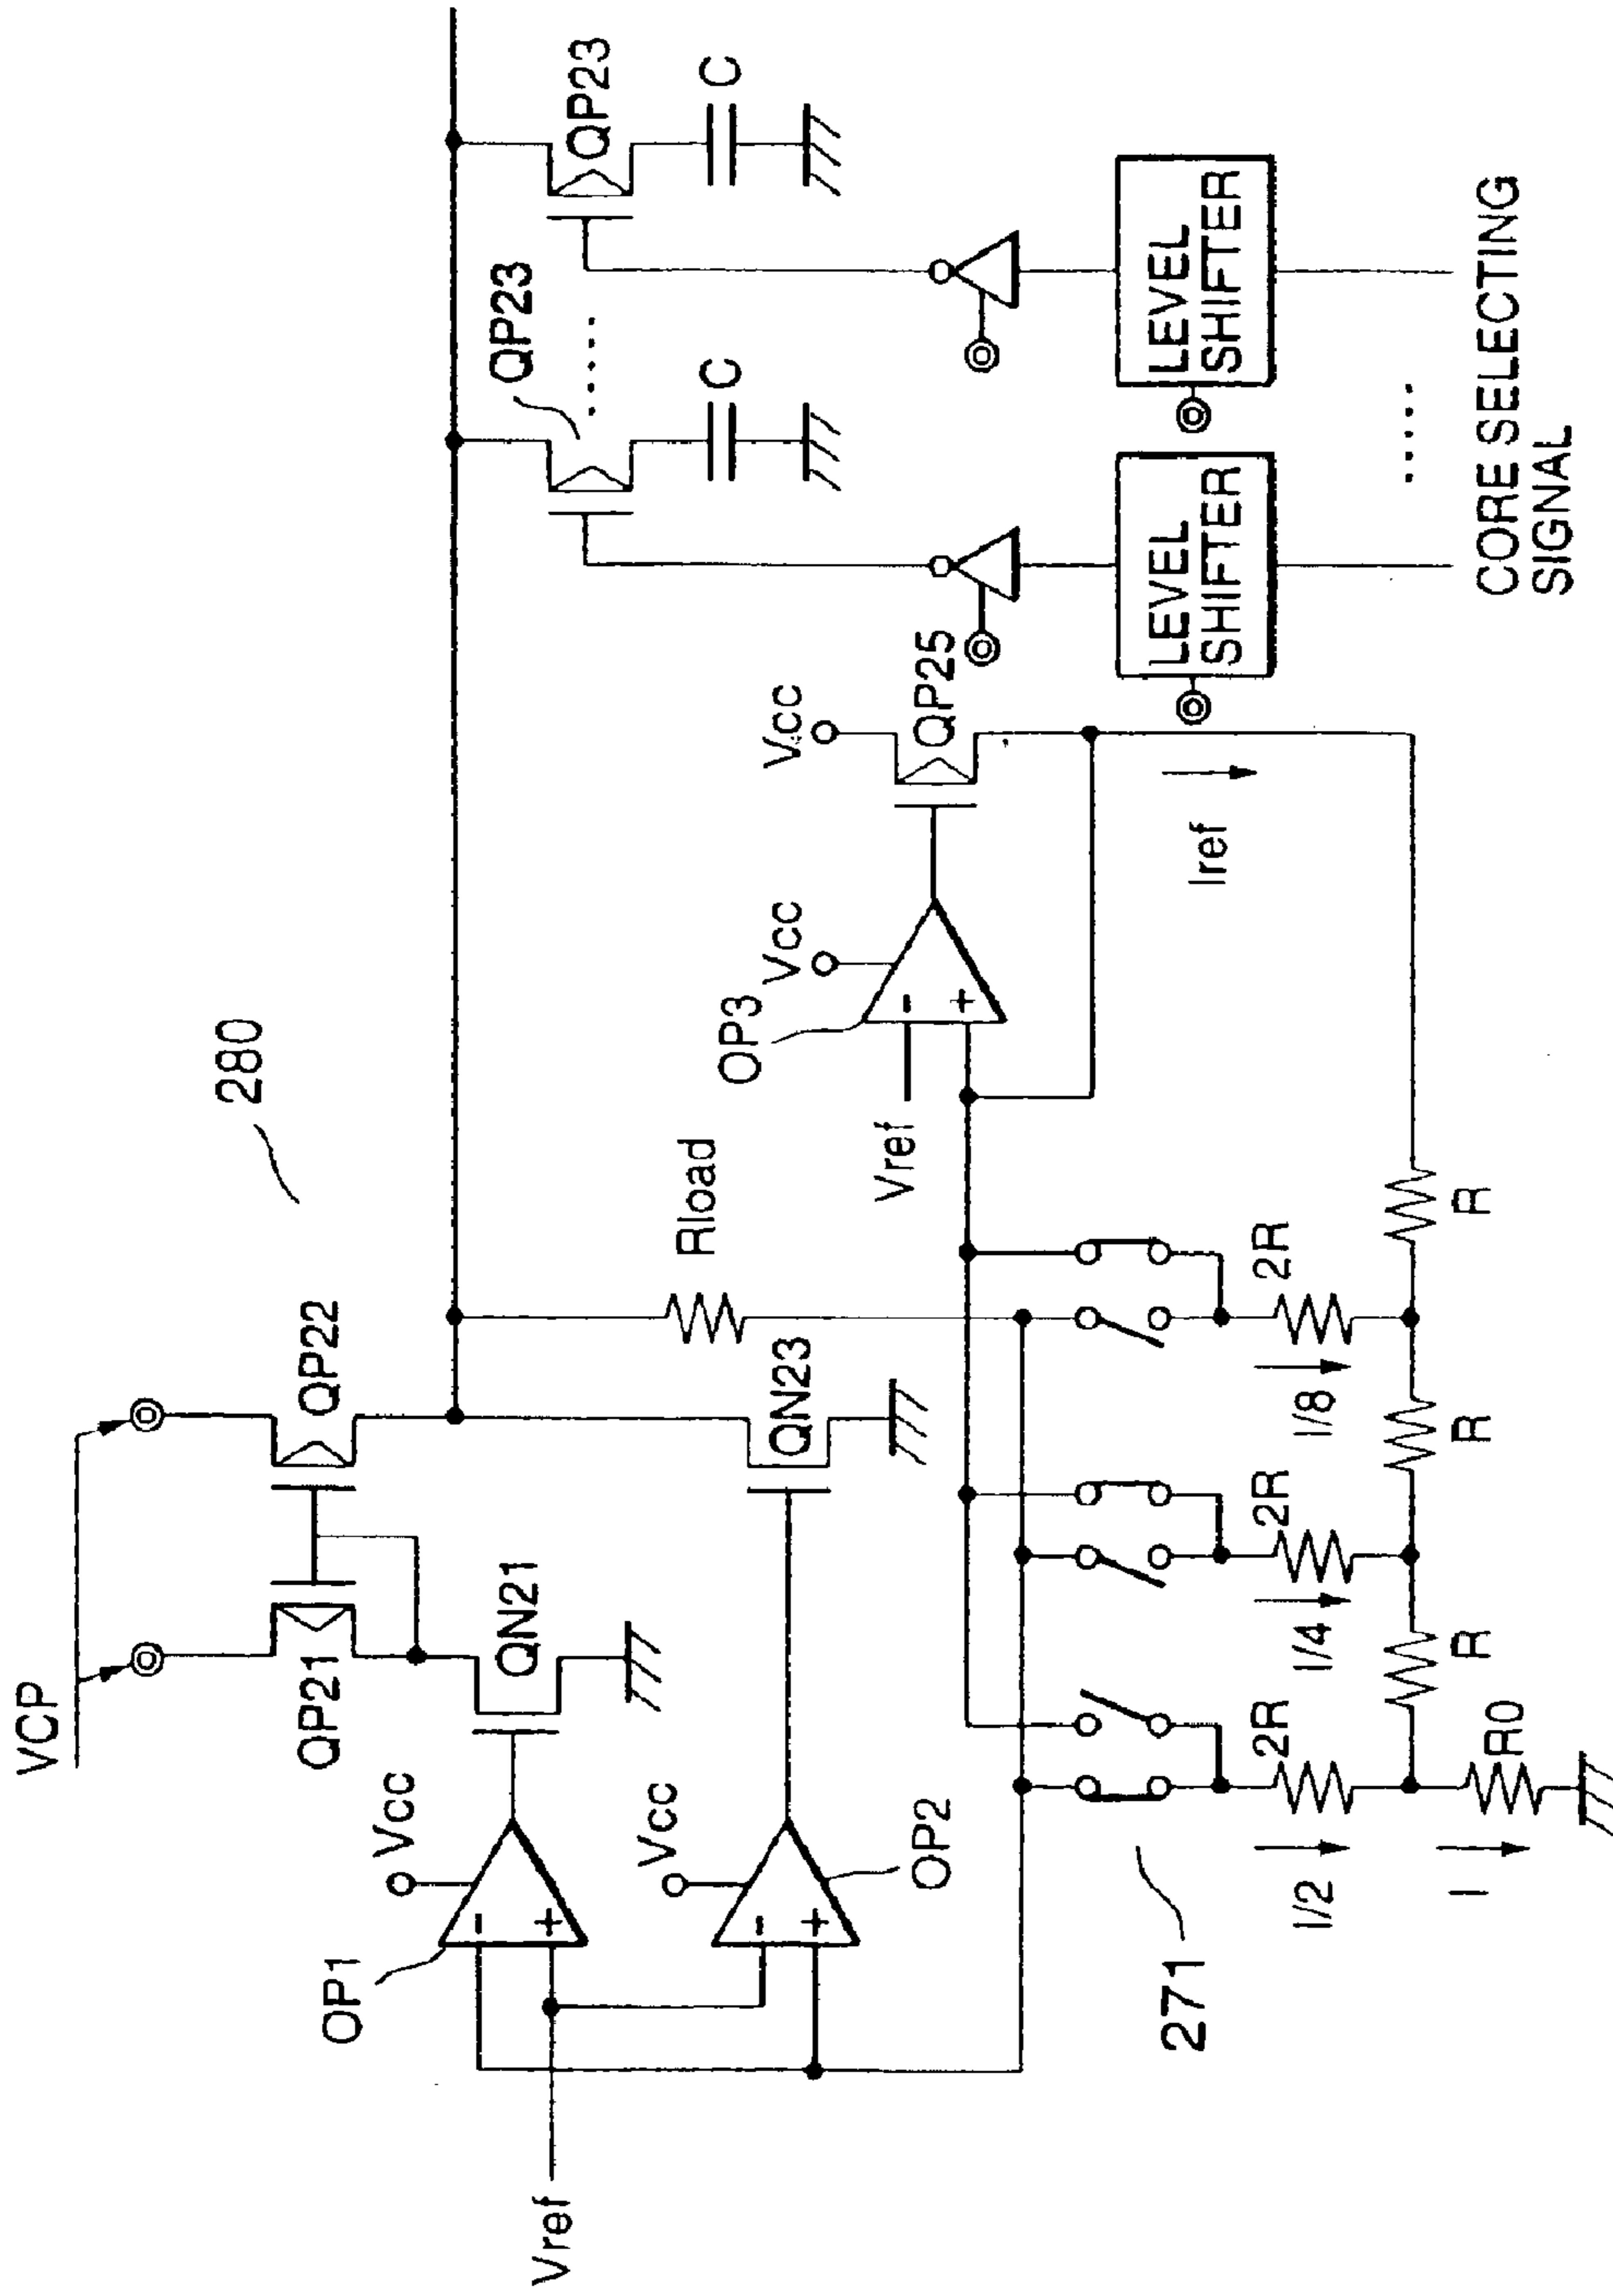 280
VCP
QP21
QP22
QP23
.....
QP23
C
C
Vcc
QN21
OP1
-
+
Vref
Vcc
OP2
-
+
QN23
Rload
Vcc
Vcc
OP3
-
+
Vref
QP25
Iref
LEVEL
SHIFTER
LEVEL
SHIFTER
.....
CORE SELECTING
SIGNAL
271
2R
2R
2R
I/2
I/4
I/8
R
R
R
R0
I